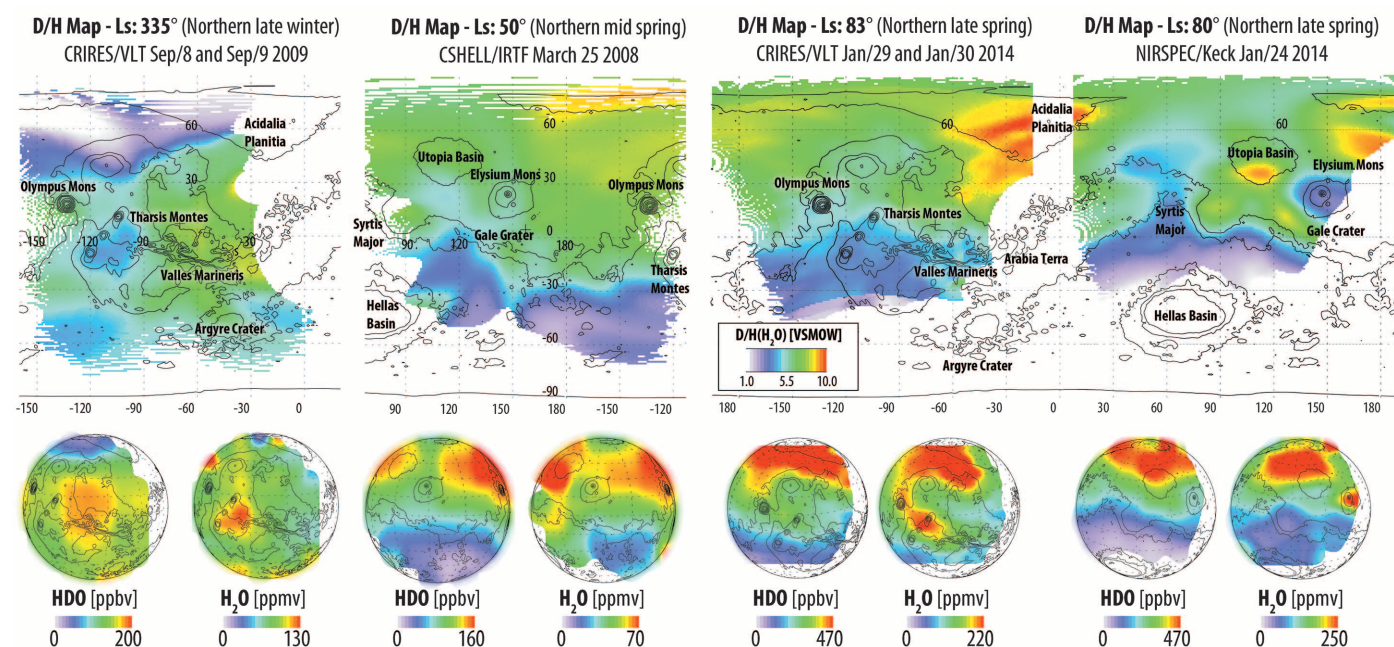 D/H Map - Ls: 335° (Northern late winter)
CRIRES/VLT Sep/8 and Sep/9 2009
60
Acidalia
Planitia
30
Olympus Mons
Tharsis Montes
-150
-120
-90
-30
Valles Marineris
Argyre Crater
-150 -120 -90 -60 -30 0
D/H Map - Ls: 50° (Northern mid spring)
CSHELL/IRTF March 25 2008
60
Utopia Basin
Elysium Mons
30
Olympus Mons
Syrtis
Major
90
120
Gale Grater
0
180
Tharsis
Montes
-30
Hellas
Basin
-60
-90
90 120 150 180 -150 -120
D/H Map - Ls: 83° (Northern late spring)
CRIRES/VLT Jan/29 and Jan/30 2014
60
Acidalia
Planitia
Olympus Mons
Tharsis Montes
Valles Marineris
Arabia Terra
D/H(H2O) [VSMOW]
1.0 5.5 10.0
Argyre Crater
180 -150 -120 -90 -60 -30 0
D/H Map - Ls: 80° (Northern late spring)
NIRSPEC/Keck Jan/24 2014
60
Utopia Basin
Elysium Mons
Syrtis
Major
Gale Crater
Hellas Basin
30 60 90 120 150 180
HDO [ppbv]
0 200
H2O [ppmv]
0 130
HDO [ppbv]
0 160
H2O [ppmv]
0 70
HDO [ppbv]
0 470
H2O [ppmv]
0 220
HDO [ppbv]
0 470
H2O [ppmv]
0 250